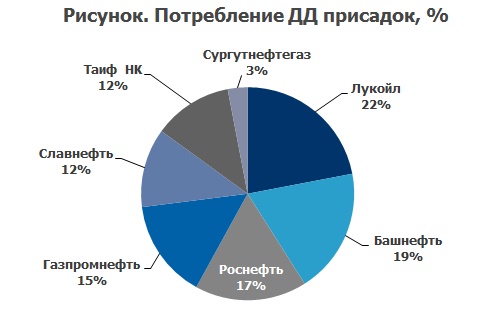 Рисунок. Потребление ДД присадок, %
Сургутнефтегаз
3%
Таиф НК
12%
Лукойл
22%
Славнефть
12%
Башнефть
19%
Газпромнефть
15%
Роснефть
17%